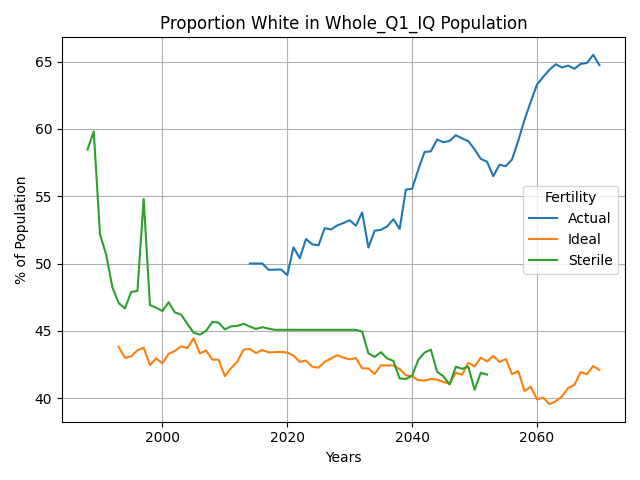 Proportion White in Whole_Q1_IQ Population
% of Population
65
60
55
50
45
40
Fertility
Actual
Ideal
Sterile
2000
2020
2040
2060
Years